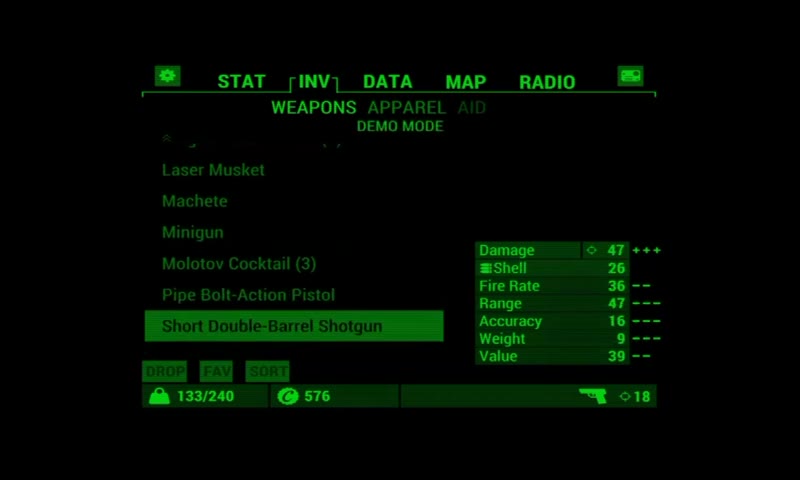 STAT INV DATA MAP RADIO
WEAPONS APPAREL AID
DEMO MODE
Laser Musket
Machete
Minigun
Molotov Cocktail (3)
Pipe Bolt-Action Pistol
Short Double-Barrel Shotgun
Damage 47 +++
Shell 26
Fire Rate 36 --
Range 47 ---
Accuracy 16 ---
Weight 9 ---
Value 39 --
DROP FAV SORT
133/240 576 18